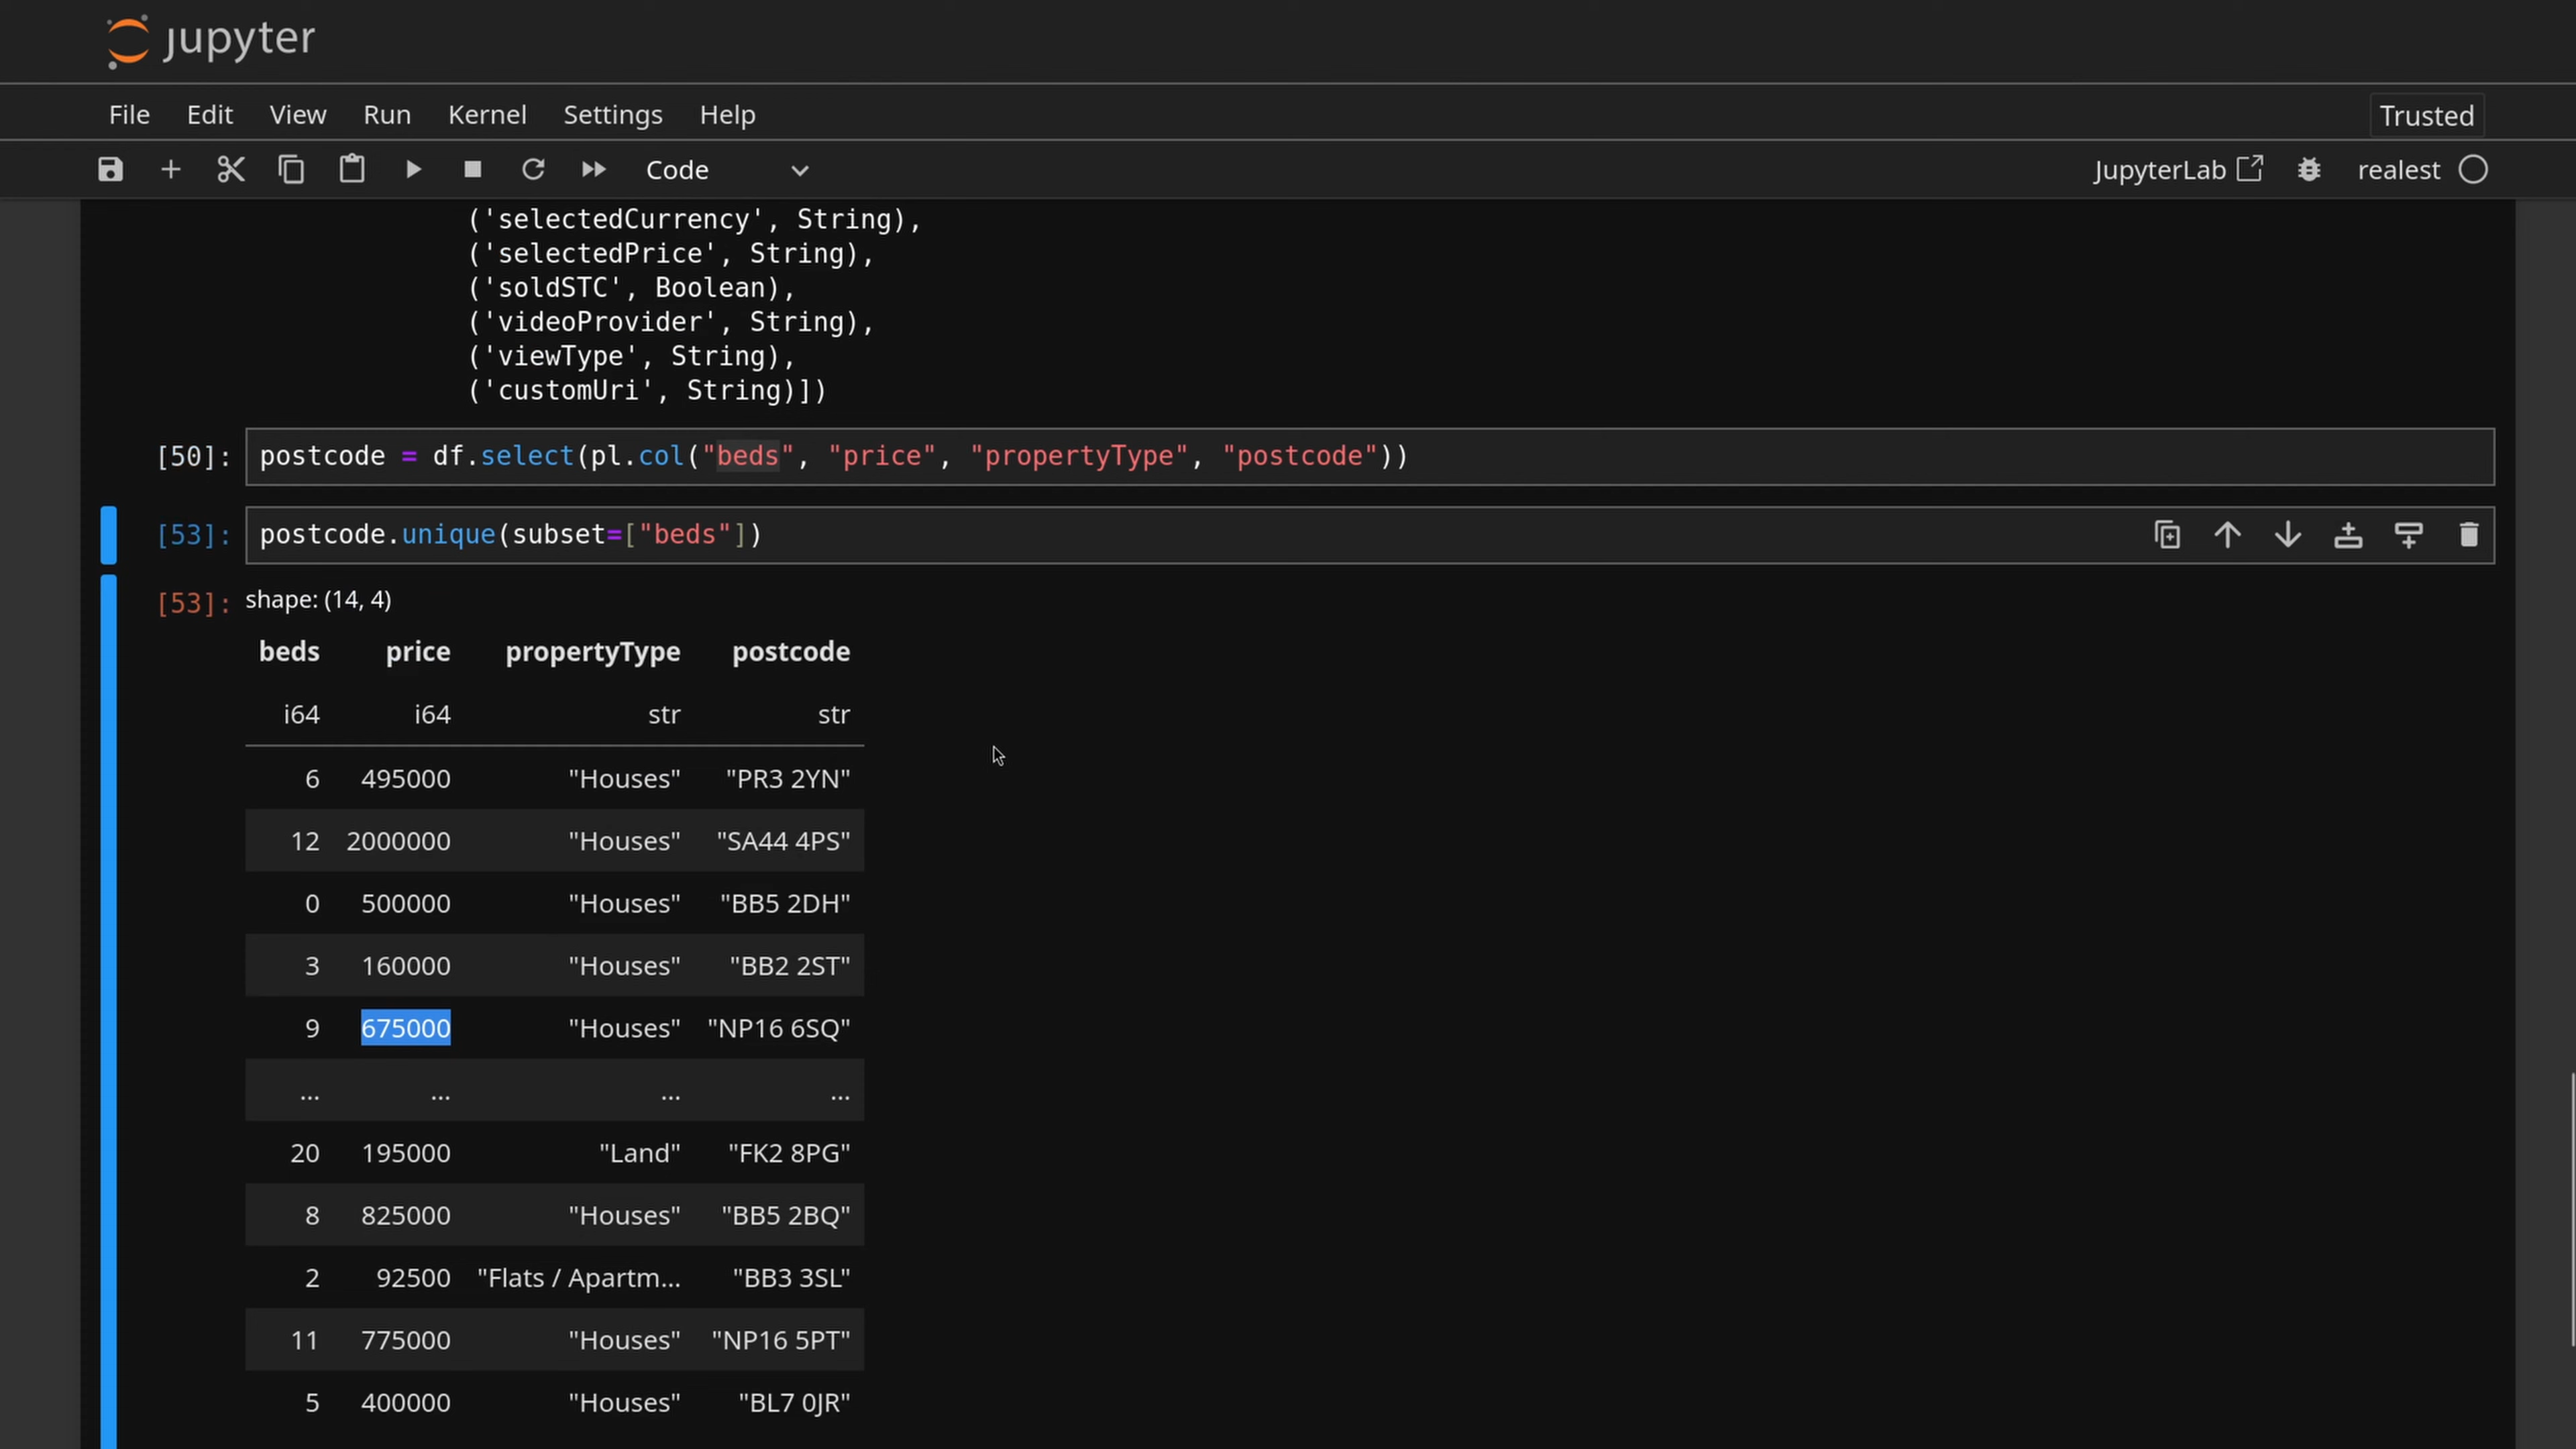 jupyter
File Edit View Run Kernel Settings Help Trusted
Code JupyterLab realest
('selectedCurrency', String),
('selectedPrice', String),
('soldSTC', Boolean),
('videoProvider', String),
('viewType', String),
('customUri', String)])
[50]: postcode = df.select(pl.col("beds", "price", "propertyType", "postcode"))
[53]: postcode.unique(subset=["beds"])
[53]: shape: (14, 4)
beds price propertyType postcode
i64 i64 str str
6 495000 "Houses" "PR3 2YN"
12 2000000 "Houses" "SA44 4PS"
0 500000 "Houses" "BB5 2DH"
3 160000 "Houses" "BB2 2ST"
9 675000 "Houses" "NP16 6SQ"
… … … …
20 195000 "Land" "FK2 8PG"
8 825000 "Houses" "BB5 2BQ"
2 92500 "Flats / Apartm… "BB3 3SL"
11 775000 "Houses" "NP16 5PT"
5 400000 "Houses" "BL7 0JR"